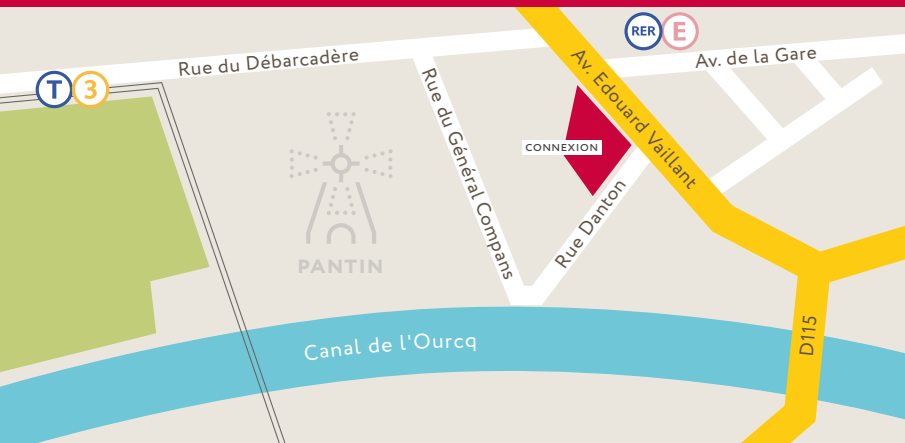 RER E
Rue du Débarcadère
Av. de la Gare
T 3
Av. Edouard Vaillant
Rue du Général Compans
CONNEXION
Rue Danton
PANTIN
Canal de l'Ourcq
D115